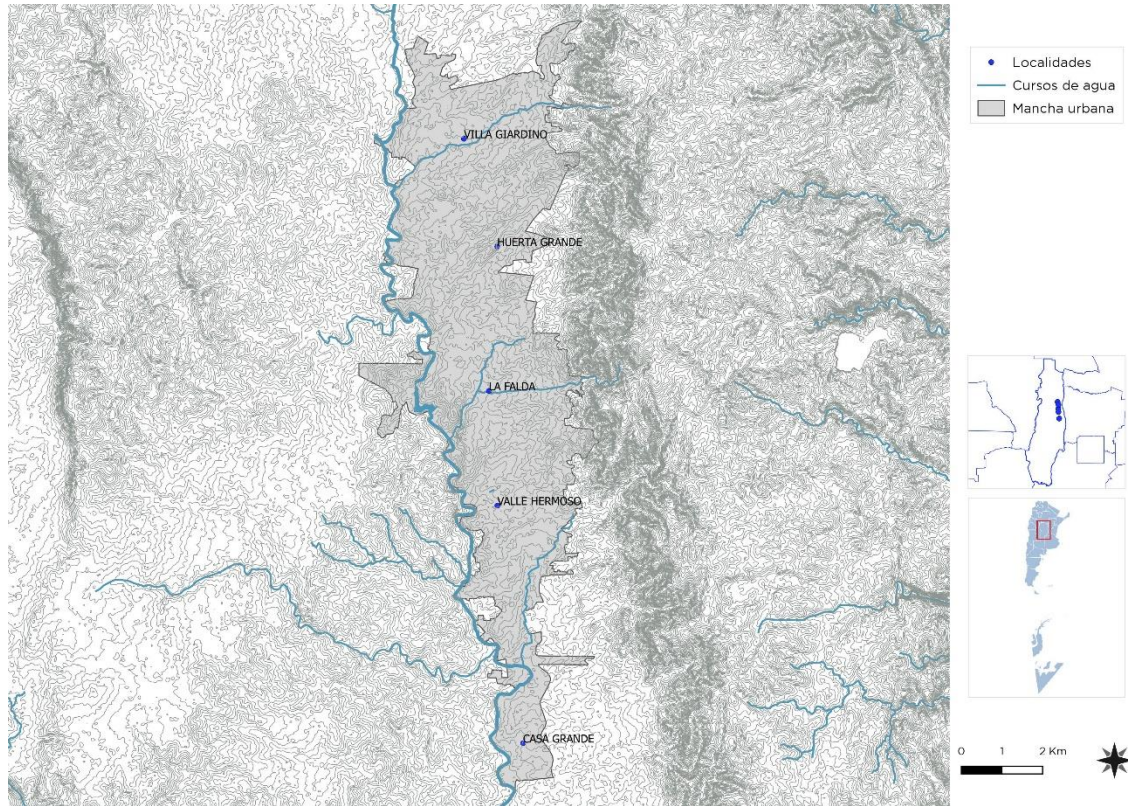 Localidades
Cursos de agua
Mancha urbana
VILLA GIARDINO
HUERTA GRANDE
LA FALDA
VALLE HERMOSO
CASA GRANDE
0 1 2 Km